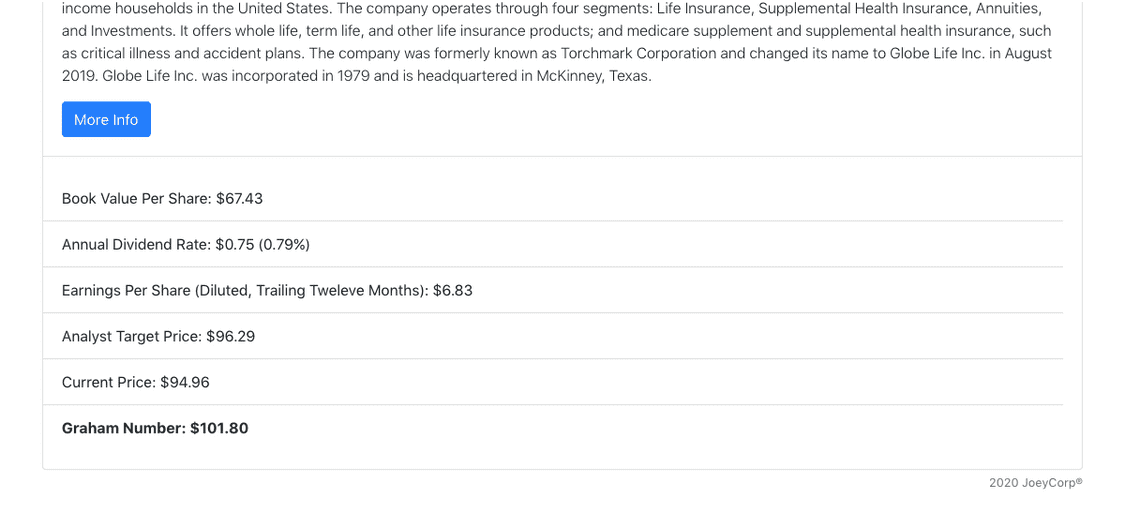 income households in the United States. The company operates through four segments: Life Insurance, Supplemental Health Insurance, Annuities,
and Investments. It offers whole life, term life, and other life insurance products; and medicare supplement and supplemental health insurance, such
as critical illness and accident plans. The company was formerly known as Torchmark Corporation and changed its name to Globe Life Inc. in August
2019. Globe Life Inc. was incorporated in 1979 and is headquartered in McKinney, Texas.
More Info
Book Value Per Share: $67.43
Annual Dividend Rate: $0.75 (0.79%)
Earnings Per Share (Diluted, Trailing Tweleve Months): $6.83
Analyst Target Price: $96.29
Current Price: $94.96
Graham Number: $101.80
2020 JoeyCorp®